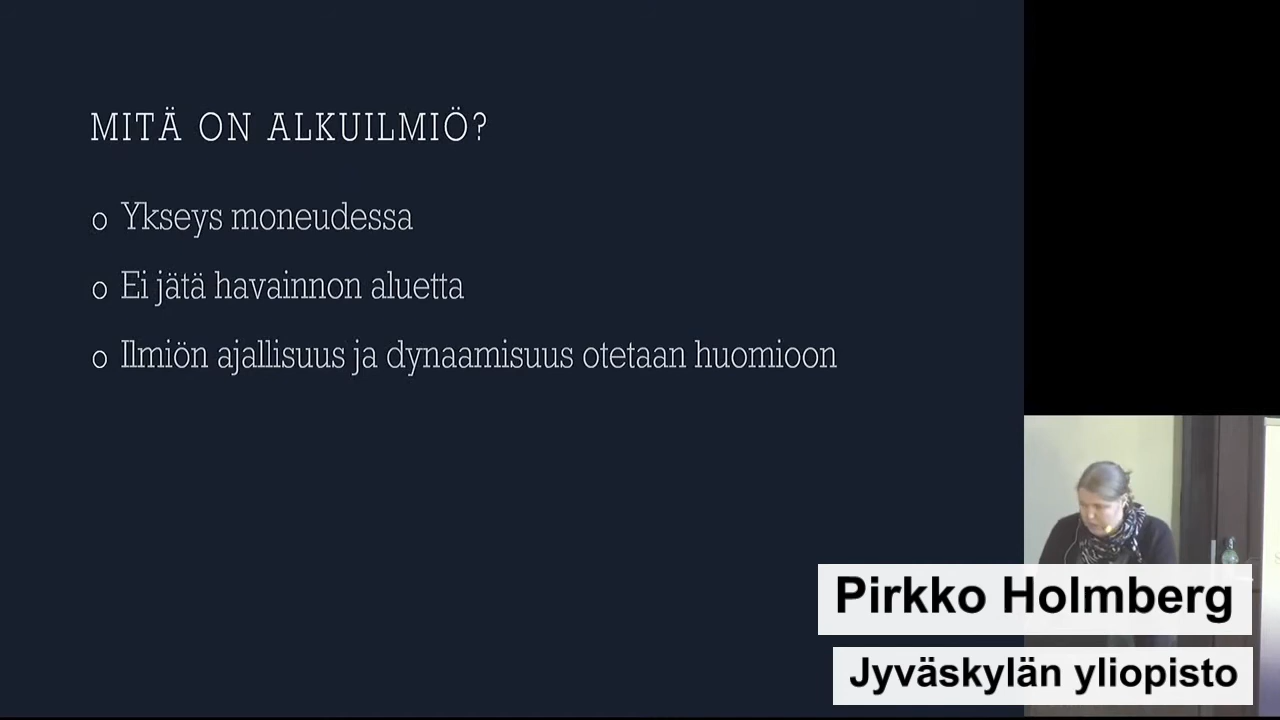 MITÄ ON ALKUILMIÖ?
o Ykseys moneudessa
o Ei jätä havainnon aluetta
o Ilmiön ajallisuus ja dynaamisuus otetaan huomioon
Pirkko Holmberg
Jyväskylän yliopisto